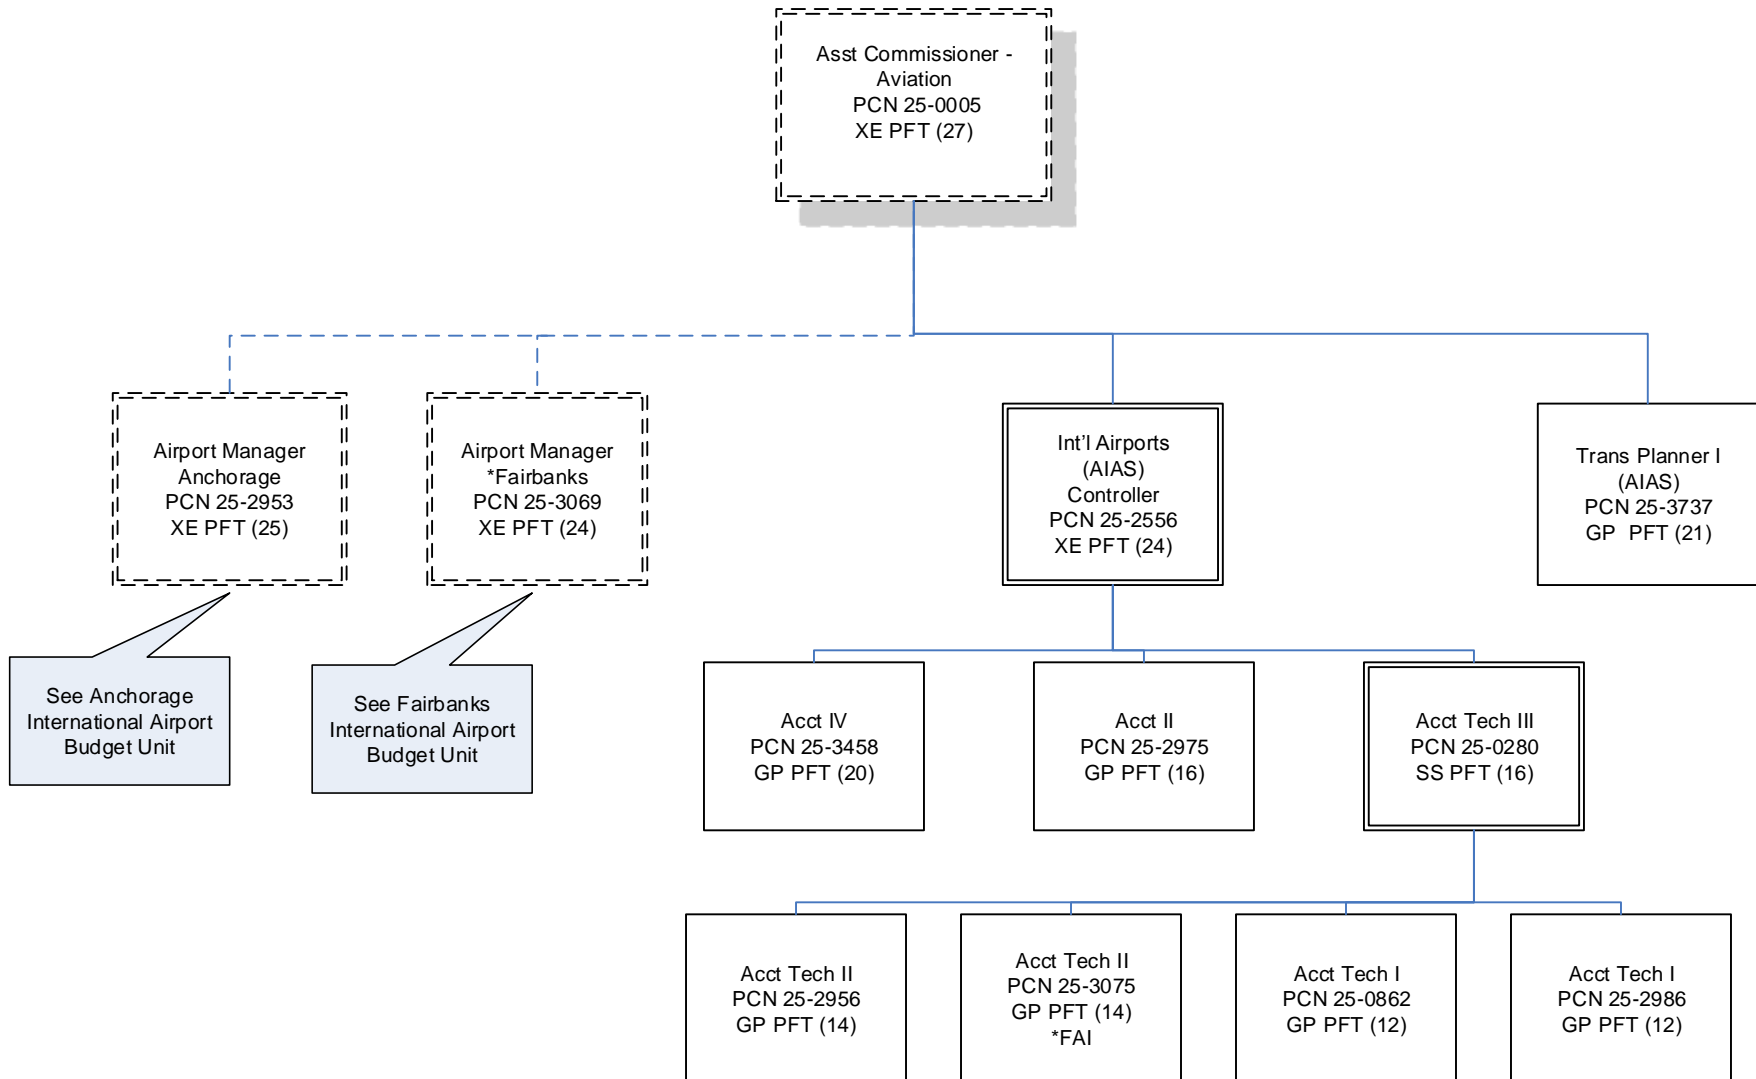 Asst Commissioner -
Aviation
PCN 25-0005
XE PFT (27)
Airport Manager
Anchorage
PCN 25-2953
XE PFT (25)
Airport Manager
*Fairbanks
PCN 25-3069
XE PFT (24)
Int'l Airports
(AIAS)
Controller
PCN 25-2556
XE PFT (24)
Trans Planner I
(AIAS)
PCN 25-3737
GP PFT (21)
See Anchorage
International Airport
Budget Unit
See Fairbanks
International Airport
Budget Unit
Acct IV
PCN 25-3458
GP PFT (20)
Acct II
PCN 25-2975
GP PFT (16)
Acct Tech III
PCN 25-0280
SS PFT (16)
Acct Tech II
PCN 25-2956
GP PFT (14)
Acct Tech II
PCN 25-3075
GP PFT (14)
*FAI
Acct Tech I
PCN 25-0862
GP PFT (12)
Acct Tech I
PCN 25-2986
GP PFT (12)